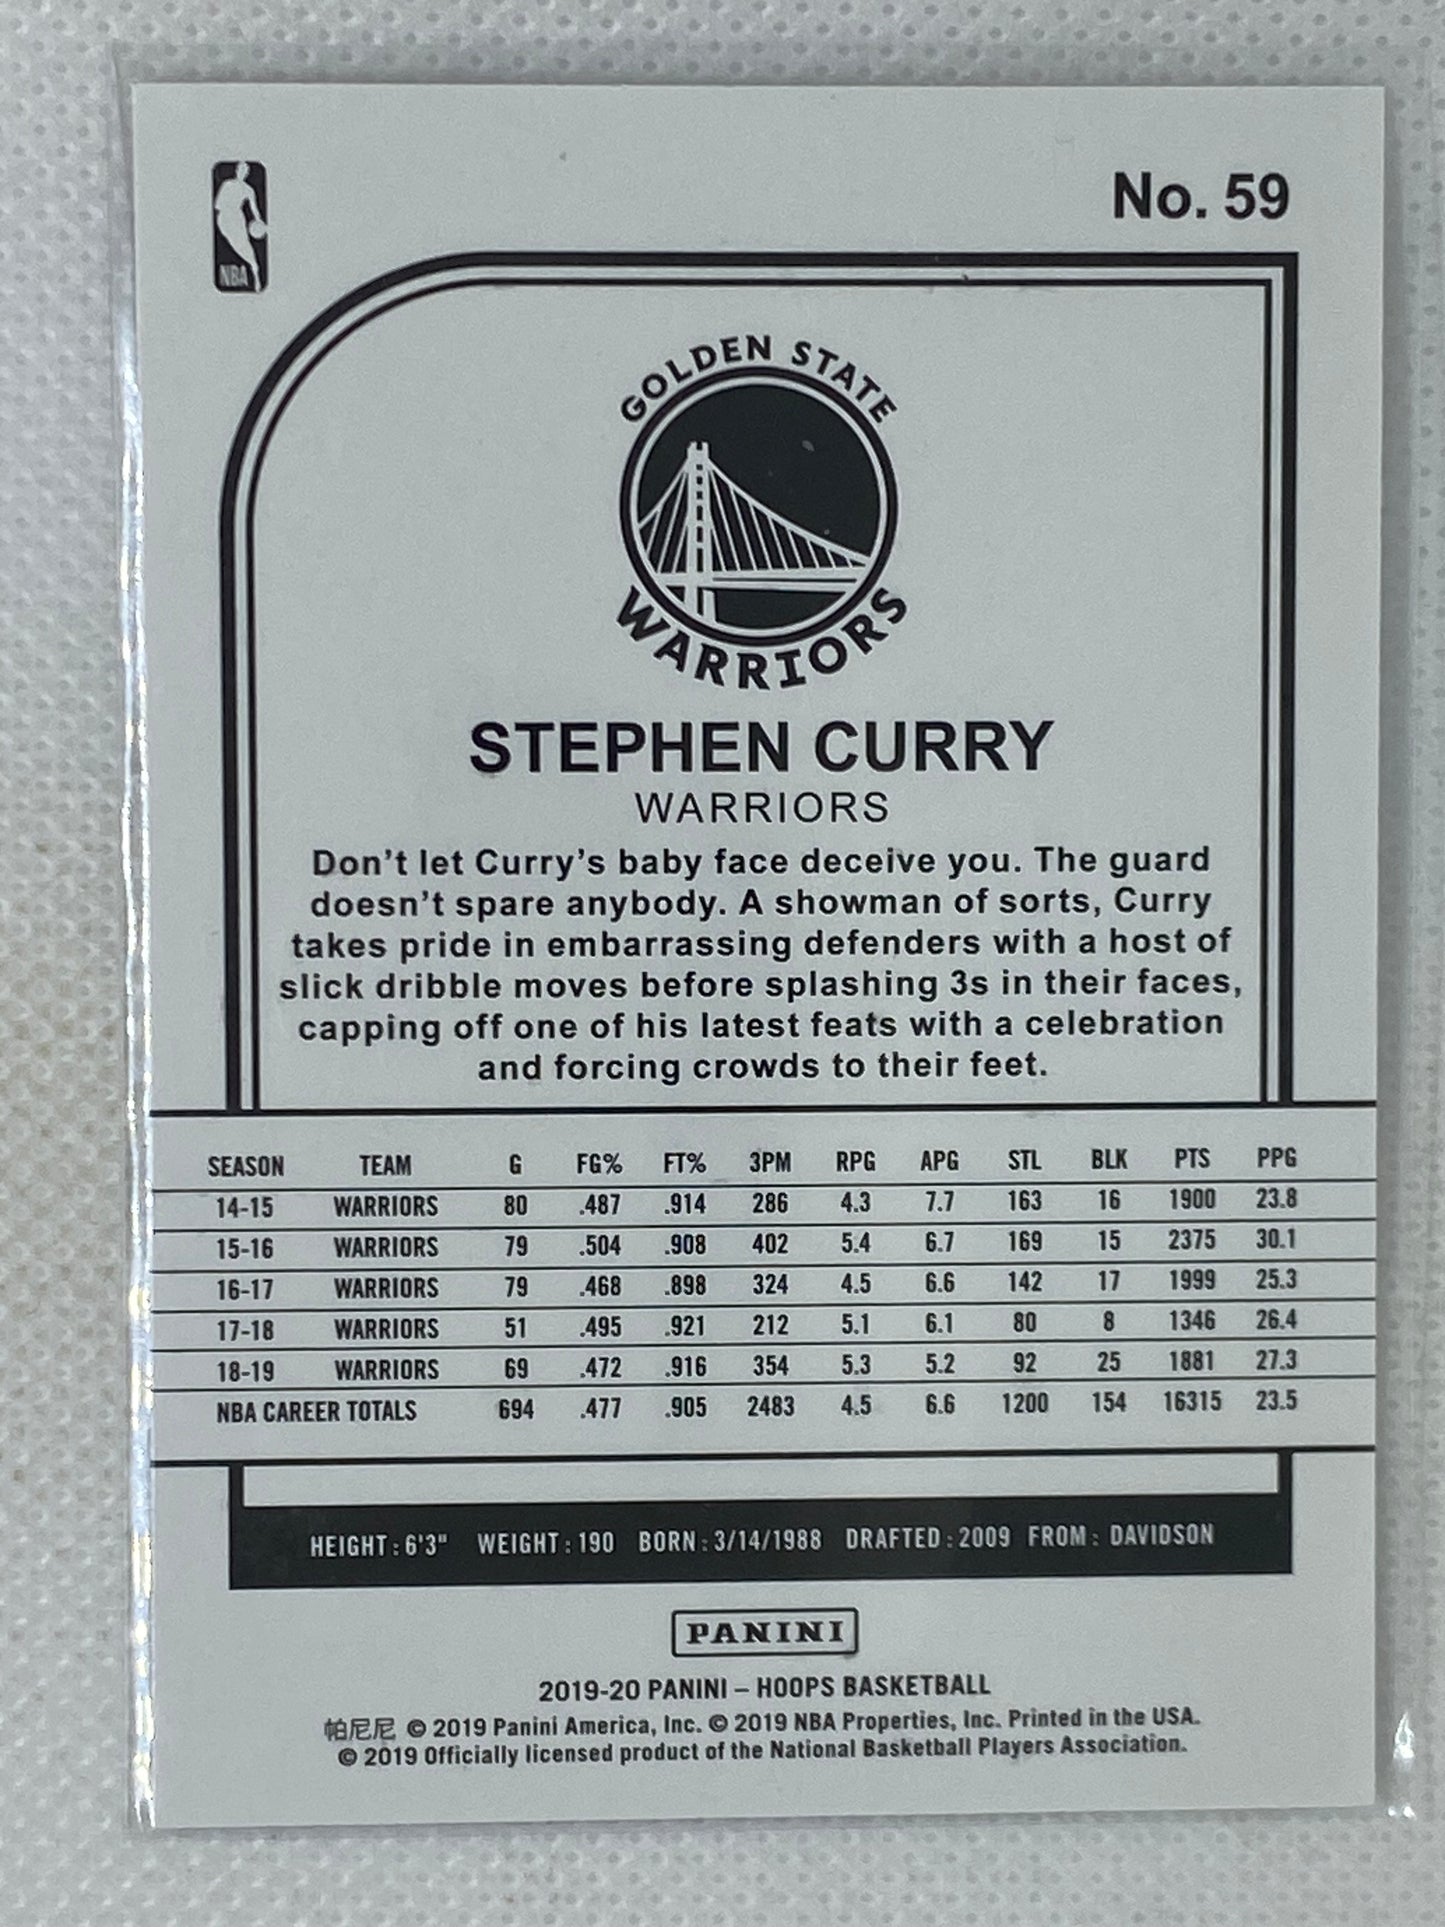 NBA
No. 59
GOLDEN STATE
WARRIORS
STEPHEN CURRY
WARRIORS
Don't let Curry's baby face deceive you. The guard
doesn't spare anybody. A showman of sorts, Curry
takes pride in embarrassing defenders with a host of
slick dribble moves before splashing 3s in their faces,
capping off one of his latest feats with a celebration
and forcing crowds to their feet.
SEASON TEAM G FG% FT% 3PM RPG APG STL BLK PTS PPG
14-15 WARRIORS 80 .487 .914 286 4.3 7.7 163 16 1900 23.8
15-16 WARRIORS 79 .504 .908 402 5.4 6.7 169 15 2375 30.1
16-17 WARRIORS 79 .468 .898 324 4.5 6.6 142 17 1999 25.3
17-18 WARRIORS 51 .495 .921 212 5.1 6.1 80 8 1346 26.4
18-19 WARRIORS 69 .472 .916 354 5.3 5.2 92 25 1881 27.3
NBA CAREER TOTALS 694 .477 .905 2483 4.5 6.6 1200 154 16315 23.5
HEIGHT: 6'3" WEIGHT: 190 BORN: 3/14/1988 DRAFTED: 2009 FROM: DAVIDSON
PANINI
2019-20 PANINI – HOOPS BASKETBALL
帕尼尼 © 2019 Panini America, Inc. © 2019 NBA Properties, Inc. Printed in the USA.
© 2019 Officially licensed product of the National Basketball Players Association.